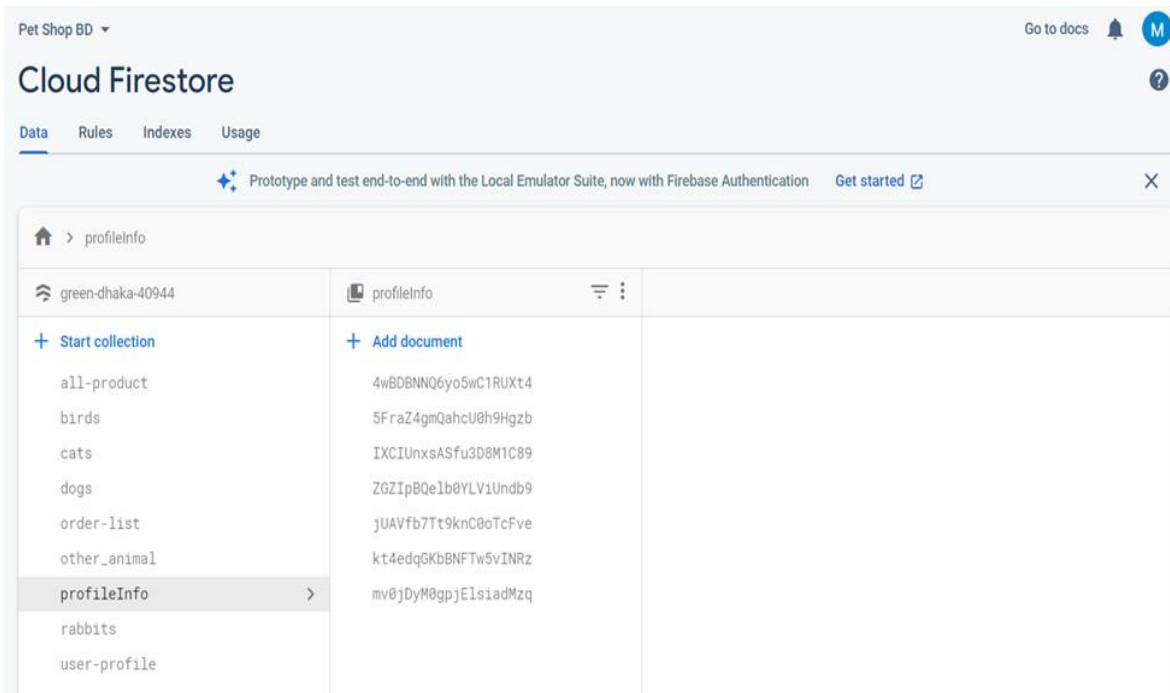 Pet Shop BD
Go to docs
M
Cloud Firestore
?
Data Rules Indexes Usage
Prototype and test end-to-end with the Local Emulator Suite, now with Firebase Authentication Get started
> profileInfo
green-dhaka-40944
profileInfo
+ Start collection
+ Add document
all-product
4wBDBNNQ6yo5wC1RUXt4
birds
5FraZ4gmQahcU0h9Hgzb
cats
IXCIUnxsASfu3D8M1C89
dogs
ZGZIpBQelb0YLViUndb9
order-list
jUAVfb7Tt9knC0oTcFve
other_animal
kt4edqGKbBNFTw5vINRz
profileInfo
mv0jDyM0gpjElsiadMzq
rabbits
user-profile